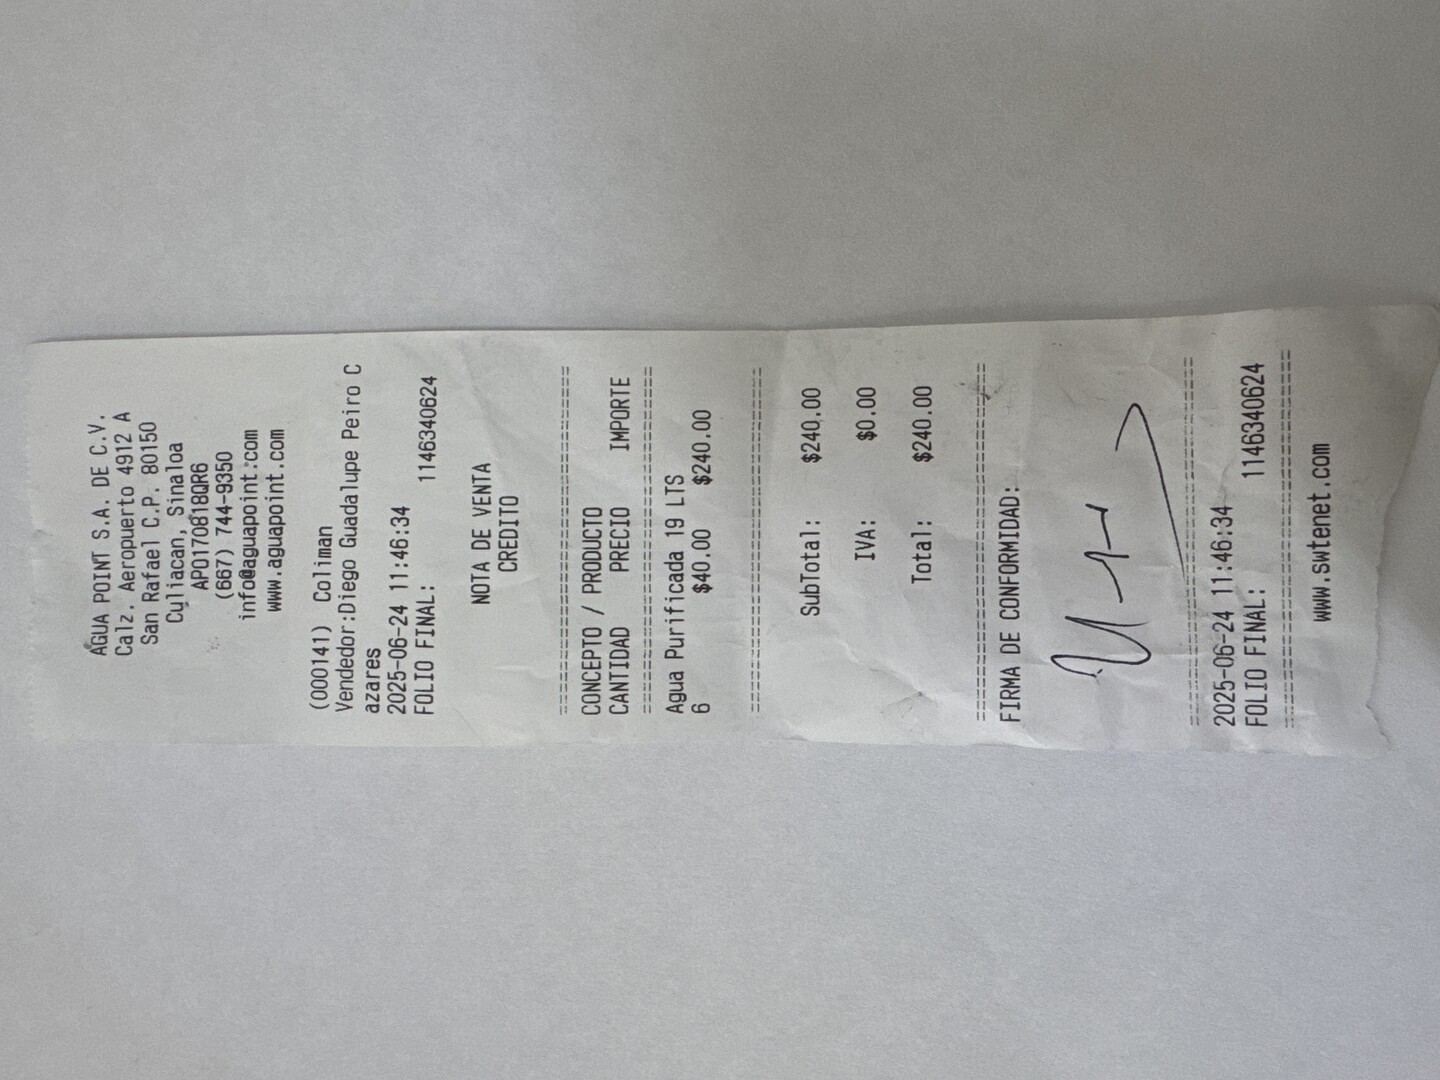 AGUA POINT S.A. DE C.V.
Calz. Aeropuerto 4912 A
San Rafael C.P. 80150
Culiacan, Sinaloa
APO170818QR6
(667) 744-9350
info@aguapoint.com
www.aguapoint.com
(000141) Coliman
Vendedor:Diego Guadalupe Peiro C
azares
2025-06-24 11:46:34
FOLIO FINAL: 1146340624
NOTA DE VENTA
CREDITO
================================
CONCEPTO / PRODUCTO
CANTIDAD PRECIO IMPORTE
================================
Agua Purificada 19 LTS
6 $40.00 $240.00
================================
SubTotal: $240.00
IVA: $0.00
Total: $240.00
================================
FIRMA DE CONFORMIDAD:
================================
2025-06-24 11:46:34
FOLIO FINAL: 1146340624
================================
www.swtenet.com